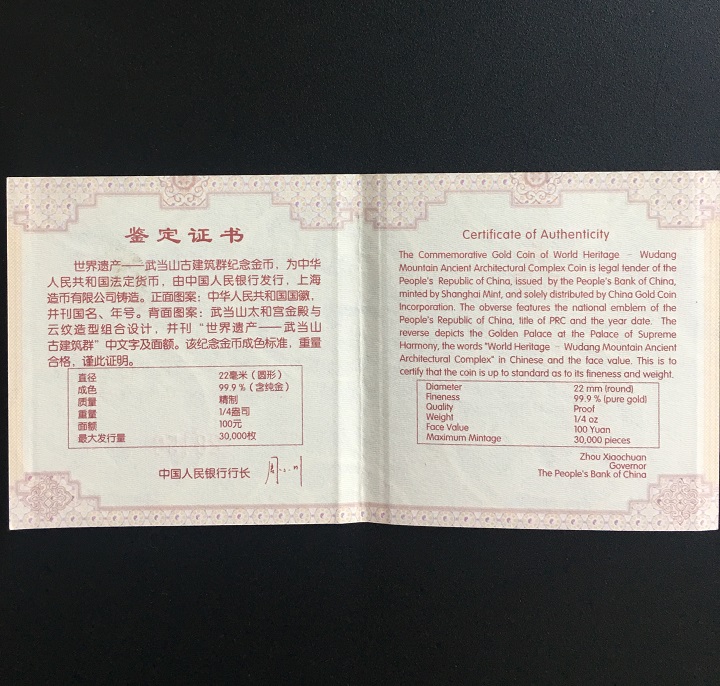 鉴定证书
世界遗产——武当山古建筑群纪念金币，为中华
人民共和国法定货币，由中国人民银行发行，上海
造币有限公司铸造。正面图案：中华人民共和国国徽，
并刊国名、年号。背面图案：武当山太和宫金殿与
云纹造型组合设计，并刊“世界遗产——武当山
古建筑群”中文字及面额。该纪念金币成色标准，重量
合格，谨此证明。
直径 22毫米（圆形）
成色 99.9％（含纯金）
质量 精制
重量 1/4盎司
面额 100元
最大发行量 30,000枚
中国人民银行行长
Certificate of Authenticity
The Commemorative Gold Coin of World Heritage – Wudang
Mountain Ancient Architectural Complex Coin is legal tender of the
People's Republic of China, issued by the People's Bank of China,
minted by Shanghai Mint, and solely distributed by China Gold Coin
Incorporation. The obverse features the national emblem of the
People's Republic of China, title of PRC and the year date. The
reverse depicts the Golden Palace at the Palace of Supreme
Harmony, the words "World Heritage – Wudang Mountain Ancient
Architectural Complex" in Chinese and the face value. This is to
certify that the coin is up to standard as to its fineness and weight.
Diameter 22 mm (round)
Fineness 99.9 % (pure gold)
Quality Proof
Weight 1/4 oz
Face Value 100 Yuan
Maximum Mintage 30,000 pieces
Zhou Xiaochuan
Governor
The People's Bank of China